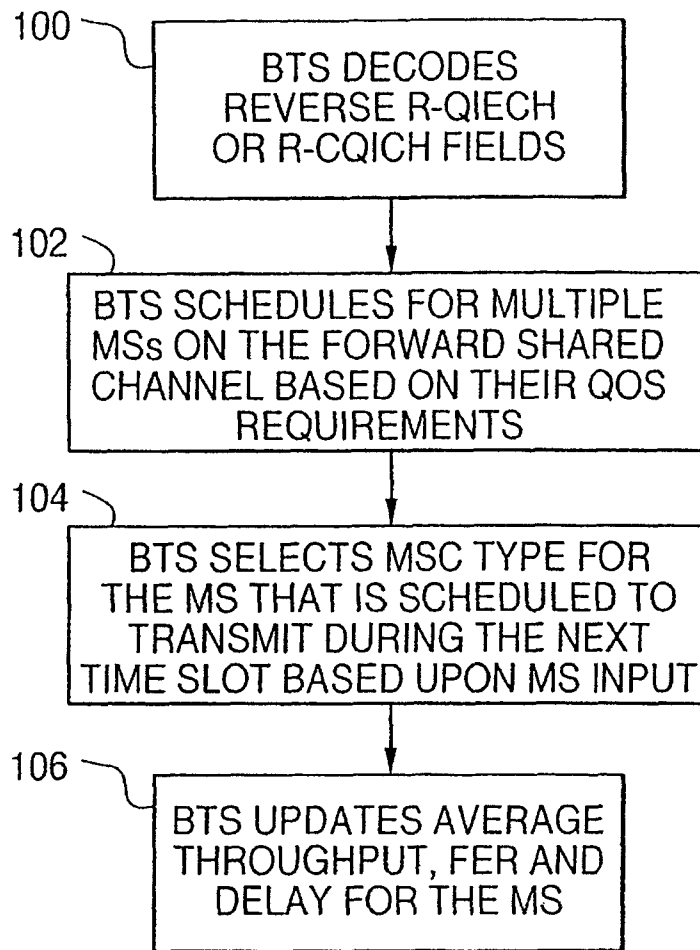 100
BTS DECODES
REVERSE R-QIECH
OR R-CQICH FIELDS
102
BTS SCHEDULES FOR MULTIPLE
MSs ON THE FORWARD SHARED
CHANNEL BASED ON THEIR QOS
REQUIREMENTS
104
BTS SELECTS MSC TYPE FOR
THE MS THAT IS SCHEDULED TO
TRANSMIT DURING THE NEXT
TIME SLOT BASED UPON MS INPUT
106
BTS UPDATES AVERAGE
THROUGHPUT, FER AND
DELAY FOR THE MS